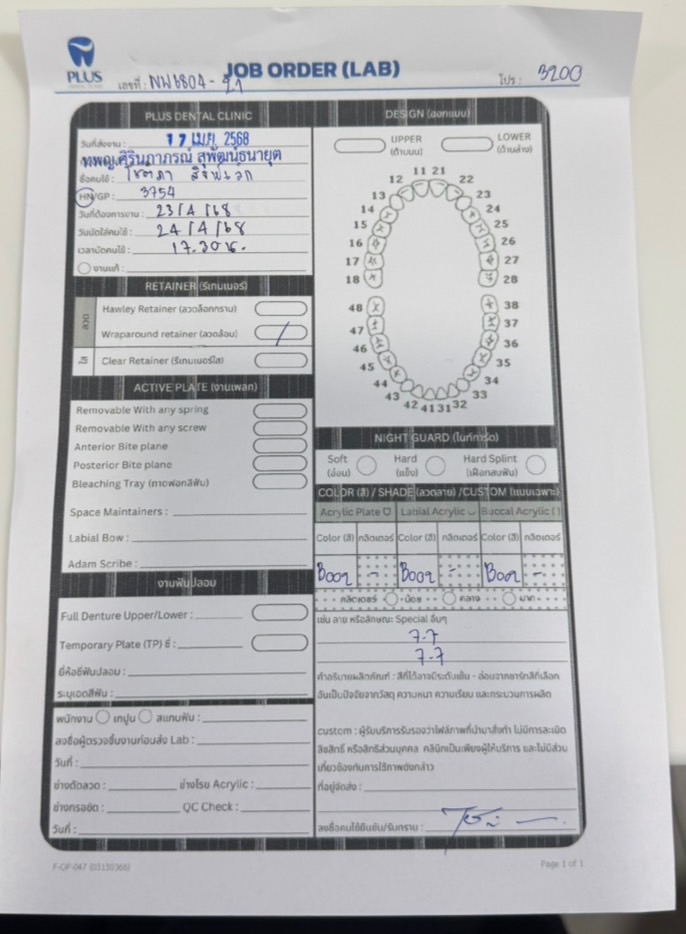 PLUS
JOB ORDER (LAB)
เลขที่ : NW6804 - 21
โปร : 3200
PLUS DENTAL CLINIC
วันที่ส่งงาน : 17 เม.ย. 2568
ทพญ.ศิรินภาภรณ์ สุพัฒน์ธนายุต
ชื่อคนไข้ :
HN/GP : 3754
วันที่ต้องการงาน : 23/4/68
วันนัดใส่คนไข้ : 24/4/68
เวลานัดคนไข้ : 17.30 น.
งานแก้ :
RETAINER (รีเทนเนอร์)
ลวด
Hawley Retainer (ลวดล็อกกราม)
Wraparound retainer (ลวดล้อม) /
ใส
Clear Retainer (รีเทนเนอร์ใส)
ACTIVE PLATE (งานเพลท)
Removable With any spring
Removable With any screw
Anterior Bite plane
Posterior Bite plane
Bleaching Tray (ถาดฟอกสีฟัน)
Space Maintainers :
Labial Bow :
Adam Scribe :
งานฟันปลอม
Full Denture Upper/Lower :
Temporary Plate (TP) ซี่ :
ยี่ห้อซี่ฟันปลอม :
ระบุเฉดสีฟัน :
พนักงาน เทปูน สแกนฟัน :
ลงชื่อผู้ตรวจชิ้นงานก่อนส่ง Lab :
วันที่ :
ช่างดัดลวด : ช่างโรย Acrylic :
ช่างกรอขัด : QC Check :
วันที่ :
DESIGN (ออกแบบ)
UPPER (ด้านบน)
LOWER (ด้านล่าง)
11 21
12 22
13 23
14 24
15 25
16 26
17 27
18 28
48 38
47 37
46 36
45 35
44 34
43 33
42 41 31 32
NIGHT GUARD (ไนท์การ์ด)
Soft (อ่อน)
Hard (แข็ง)
Hard Splint (เฝือกสบฟัน)
COLOR (สี) / SHADE (ลวดลาย) /CUSTOM (แบบเฉพาะ)
Acrylic Plate Labial Acrylic Buccal Acrylic ( )
Color (สี) กลิตเตอร์ Color (สี) กลิตเตอร์ Color (สี) กลิตเตอร์
B001 - B001 - B001 -
กลิตเตอร์ น้อย กลาง มาก
เช่น ลาย หรือลักษณะ Special อื่นๆ
7-7
7-7
คำอธิบายผลิตภัณฑ์ : สีที่ได้อาจมีระดับเข้ม - อ่อนจากชาร์ทสีที่เลือก
อันเป็นปัจจัยจากวัสดุ ความหนา ความเรียบ และกระบวนการผลิต
custom : ผู้รับบริการรับรองว่าไฟล์ภาพที่นำมาสั่งทำ ไม่มีการละเมิด
ลิขสิทธิ์ หรือสิทธิส่วนบุคคล คลินิกเป็นเพียงผู้ให้บริการ และไม่มีส่วน
เกี่ยวข้องกับการใช้ภาพดังกล่าว
ที่อยู่จัดส่ง :
ลงชื่อคนไข้ยืนยัน/รับทราบ :
F-OP-047 (03130368)
Page 1 of 1